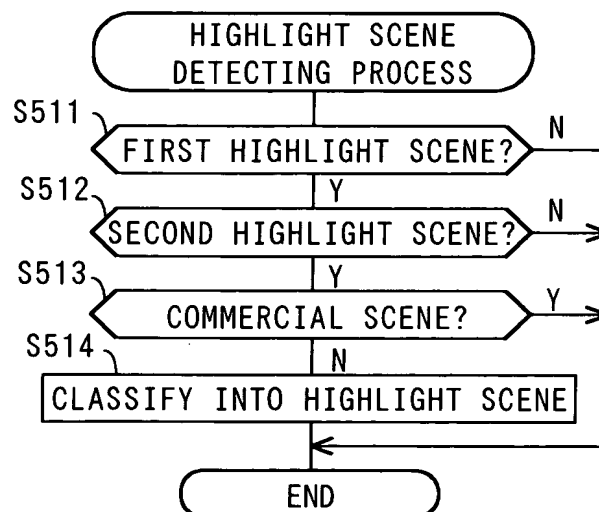 HIGHLIGHT SCENE
DETECTING PROCESS
S511
FIRST HIGHLIGHT SCENE?
N
Y
S512
SECOND HIGHLIGHT SCENE?
N
Y
S513
COMMERCIAL SCENE?
Y
N
S514
CLASSIFY INTO HIGHLIGHT SCENE
END